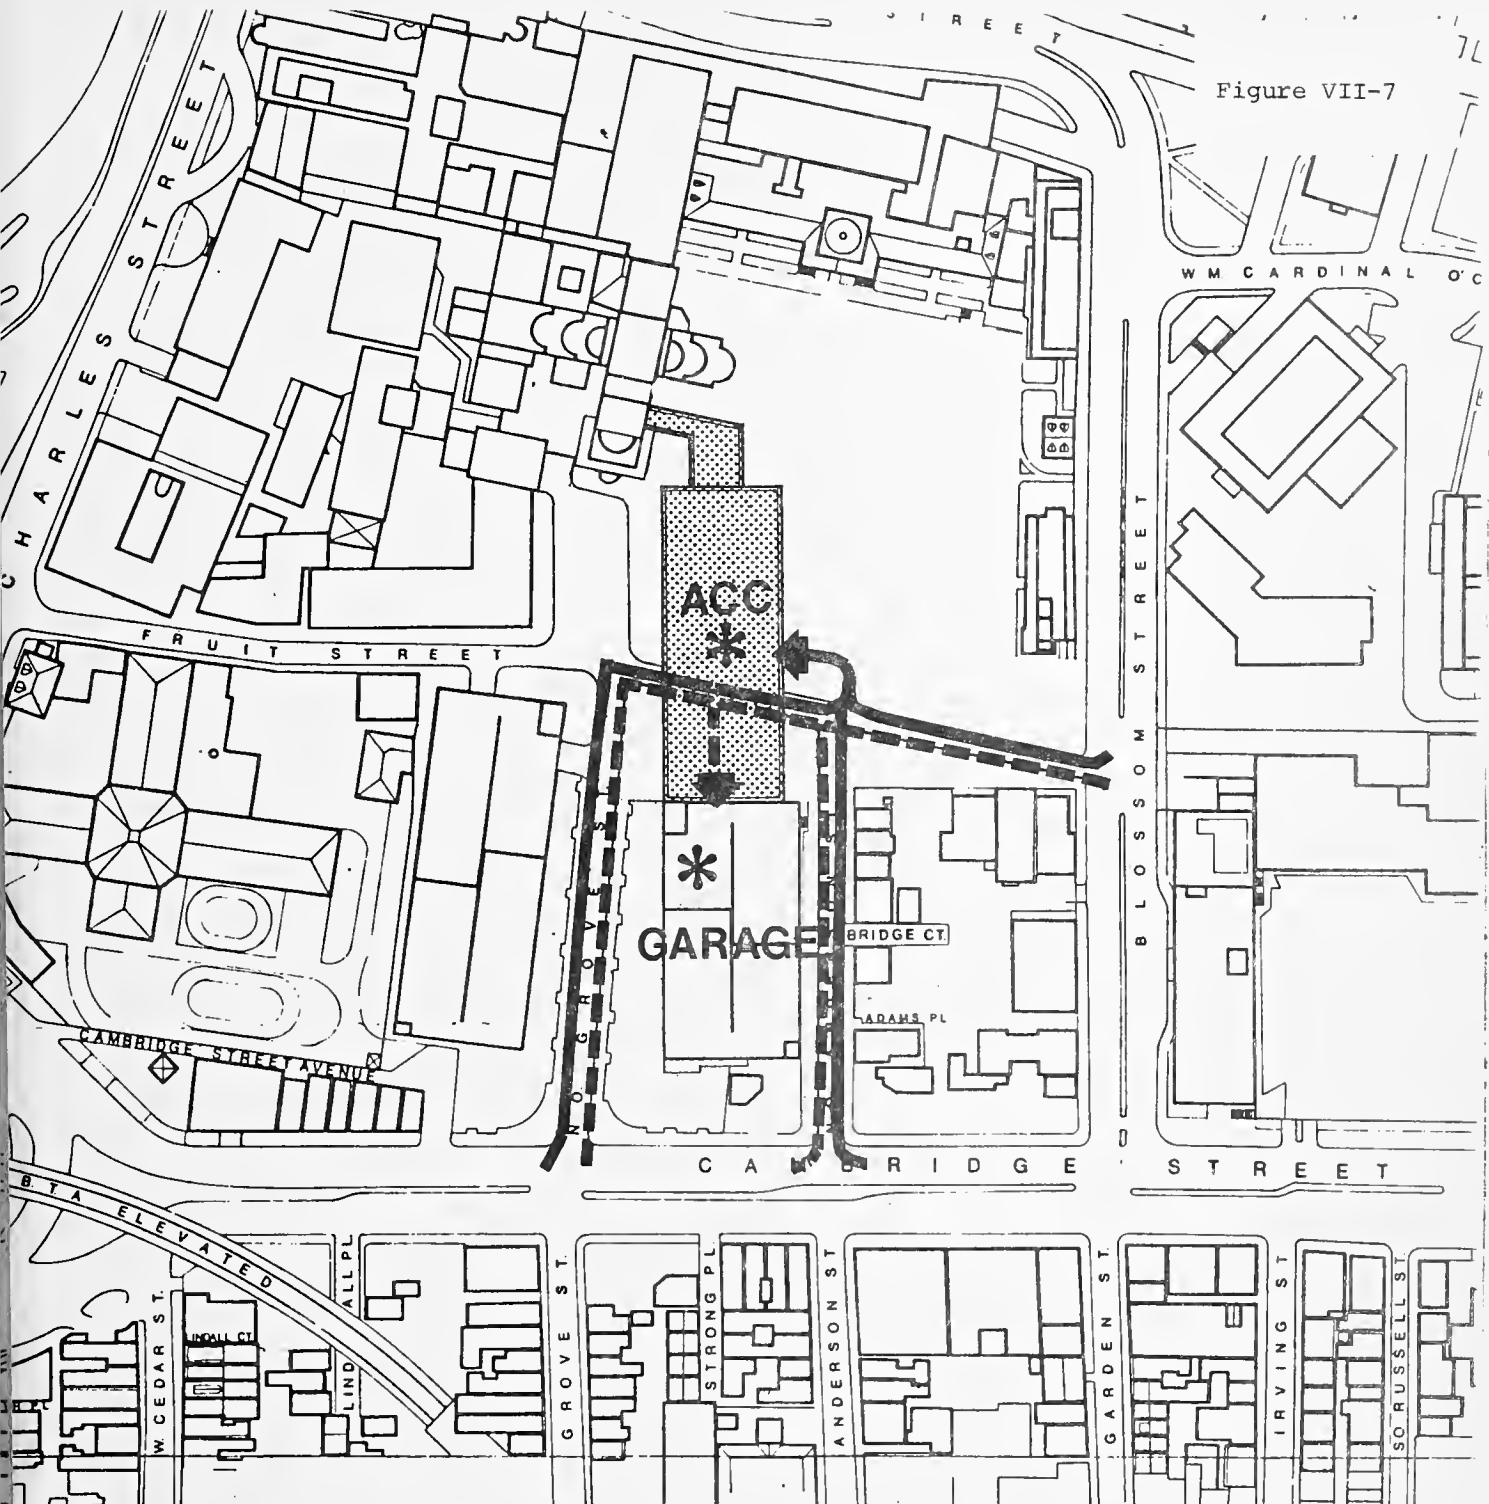 STREET
Figure VII-7
CHARLES STREET
WM. CARDINAL O'C
ACC
FRUIT STREET
BLOSSOM STREET
NO. GROVE ST.
GARAGE
BRIDGE CT.
ADAMS PL
CAMBRIDGE STREET AVENUE
CAMBRIDGE STREET
B.T.A ELEVATED
LINDALL PL.
LINDALL CT
W. CEDAR ST.
GROVE ST.
STRONG PL
ANDERSON ST
GARDEN ST.
IRVING ST
SO RUSSELL ST.